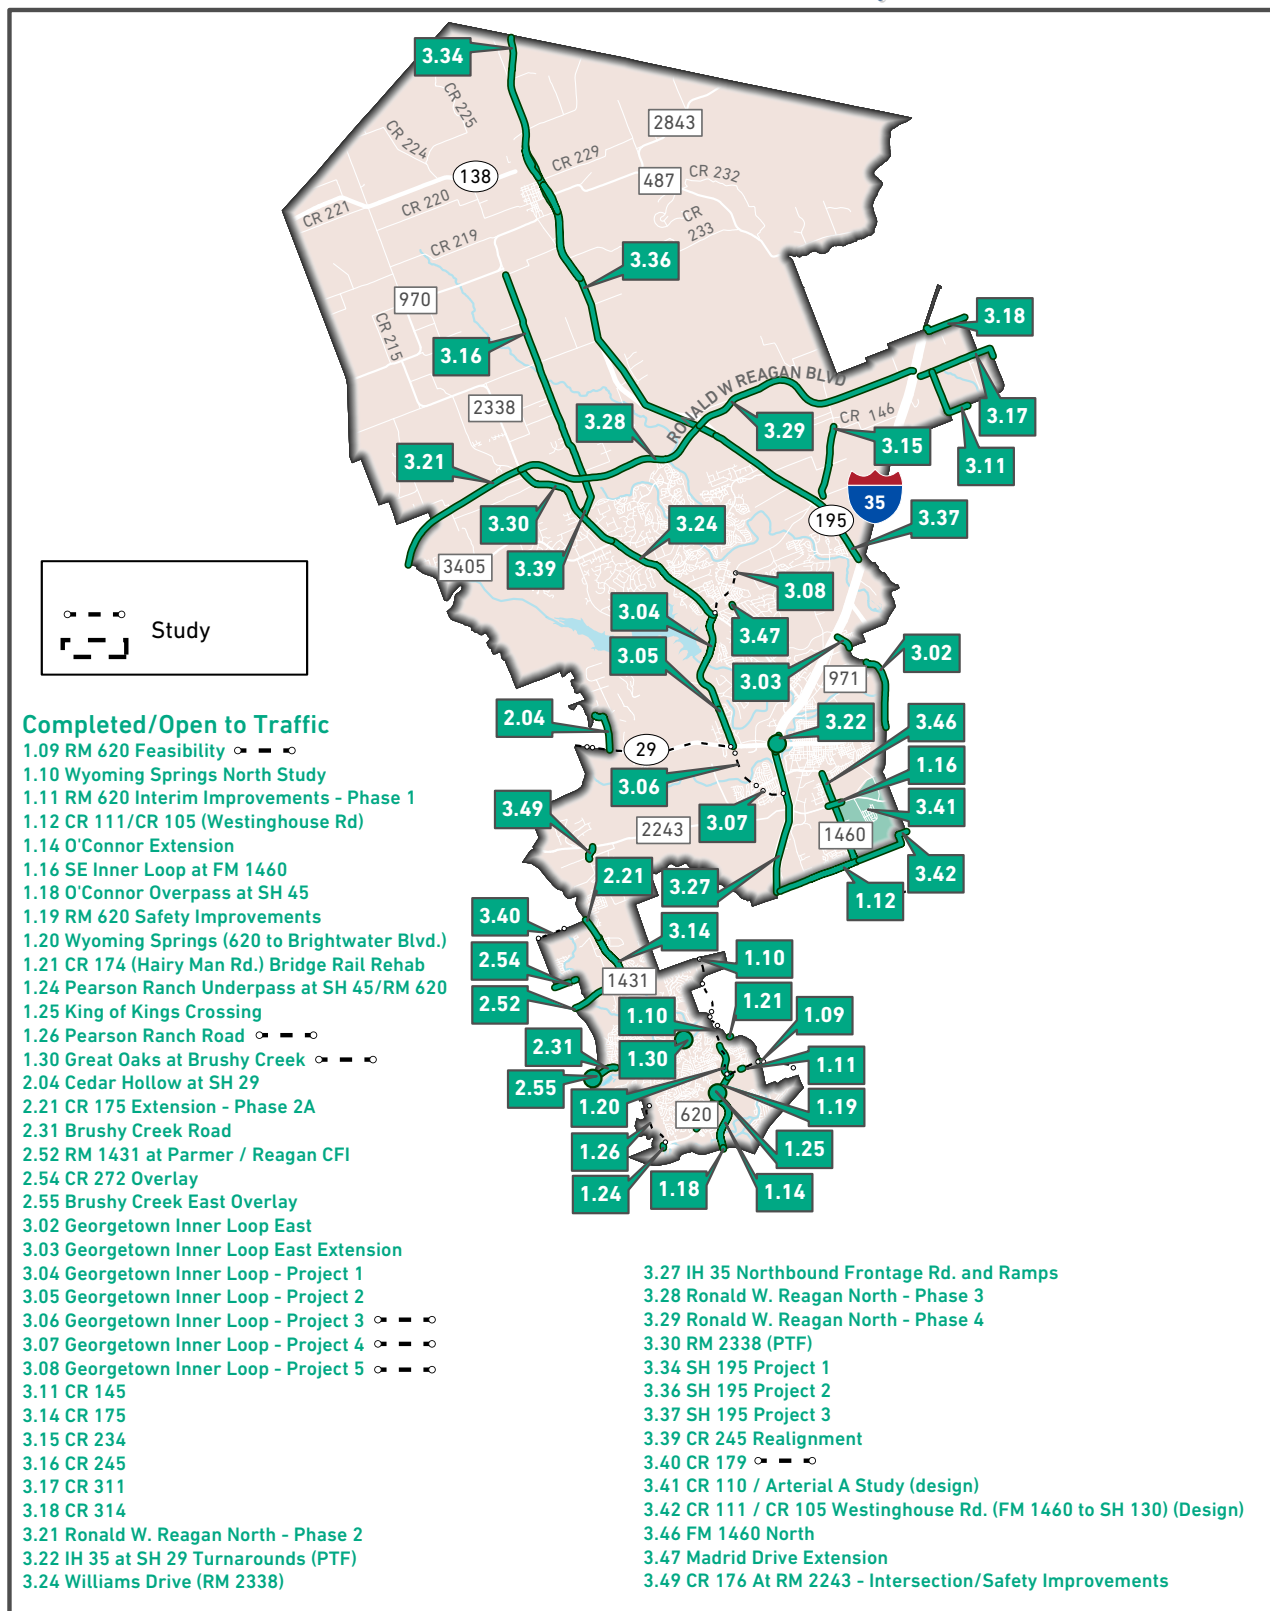 3.34
CR 225
2843
CR 224
CR 229
138
487
CR 232
CR 221
CR 220
CR 233
CR 219
3.36
970
3.18
CR 215
3.16
RONALD W REAGAN BLVD
2338
3.28
3.29
CR 146
3.17
3.15
3.21
3.11
35
3.30
3.24
195
3.37
3405
3.39
3.08
3.04
3.47
3.05
3.02
3.03
971
Study
2.04
3.22
3.46
29
1.16
3.06
3.41
3.49
2243
3.07
1460
2.21
3.42
3.27
1.12
3.40
3.14
2.54
1.10
1431
2.52
1.21
1.10
1.09
2.31
1.30
1.11
2.55
1.20
1.19
620
1.26
1.25
1.24
1.18
1.14
Completed/Open to Traffic
1.09 RM 620 Feasibility
1.10 Wyoming Springs North Study
1.11 RM 620 Interim Improvements - Phase 1
1.12 CR 111/CR 105 (Westinghouse Rd)
1.14 O'Connor Extension
1.16 SE Inner Loop at FM 1460
1.18 O'Connor Overpass at SH 45
1.19 RM 620 Safety Improvements
1.20 Wyoming Springs (620 to Brightwater Blvd.)
1.21 CR 174 (Hairy Man Rd.) Bridge Rail Rehab
1.24 Pearson Ranch Underpass at SH 45/RM 620
1.25 King of Kings Crossing
1.26 Pearson Ranch Road
1.30 Great Oaks at Brushy Creek
2.04 Cedar Hollow at SH 29
2.21 CR 175 Extension - Phase 2A
2.31 Brushy Creek Road
2.52 RM 1431 at Parmer / Reagan CFI
2.54 CR 272 Overlay
2.55 Brushy Creek East Overlay
3.02 Georgetown Inner Loop East
3.03 Georgetown Inner Loop East Extension
3.04 Georgetown Inner Loop - Project 1
3.05 Georgetown Inner Loop - Project 2
3.06 Georgetown Inner Loop - Project 3
3.07 Georgetown Inner Loop - Project 4
3.08 Georgetown Inner Loop - Project 5
3.11 CR 145
3.14 CR 175
3.15 CR 234
3.16 CR 245
3.17 CR 311
3.18 CR 314
3.21 Ronald W. Reagan North - Phase 2
3.22 IH 35 at SH 29 Turnarounds (PTF)
3.24 Williams Drive (RM 2338)
3.27 IH 35 Northbound Frontage Rd. and Ramps
3.28 Ronald W. Reagan North - Phase 3
3.29 Ronald W. Reagan North - Phase 4
3.30 RM 2338 (PTF)
3.34 SH 195 Project 1
3.36 SH 195 Project 2
3.37 SH 195 Project 3
3.39 CR 245 Realignment
3.40 CR 179
3.41 CR 110 / Arterial A Study (design)
3.42 CR 111 / CR 105 Westinghouse Rd. (FM 1460 to SH 130) (Design)
3.46 FM 1460 North
3.47 Madrid Drive Extension
3.49 CR 176 At RM 2243 - Intersection/Safety Improvements